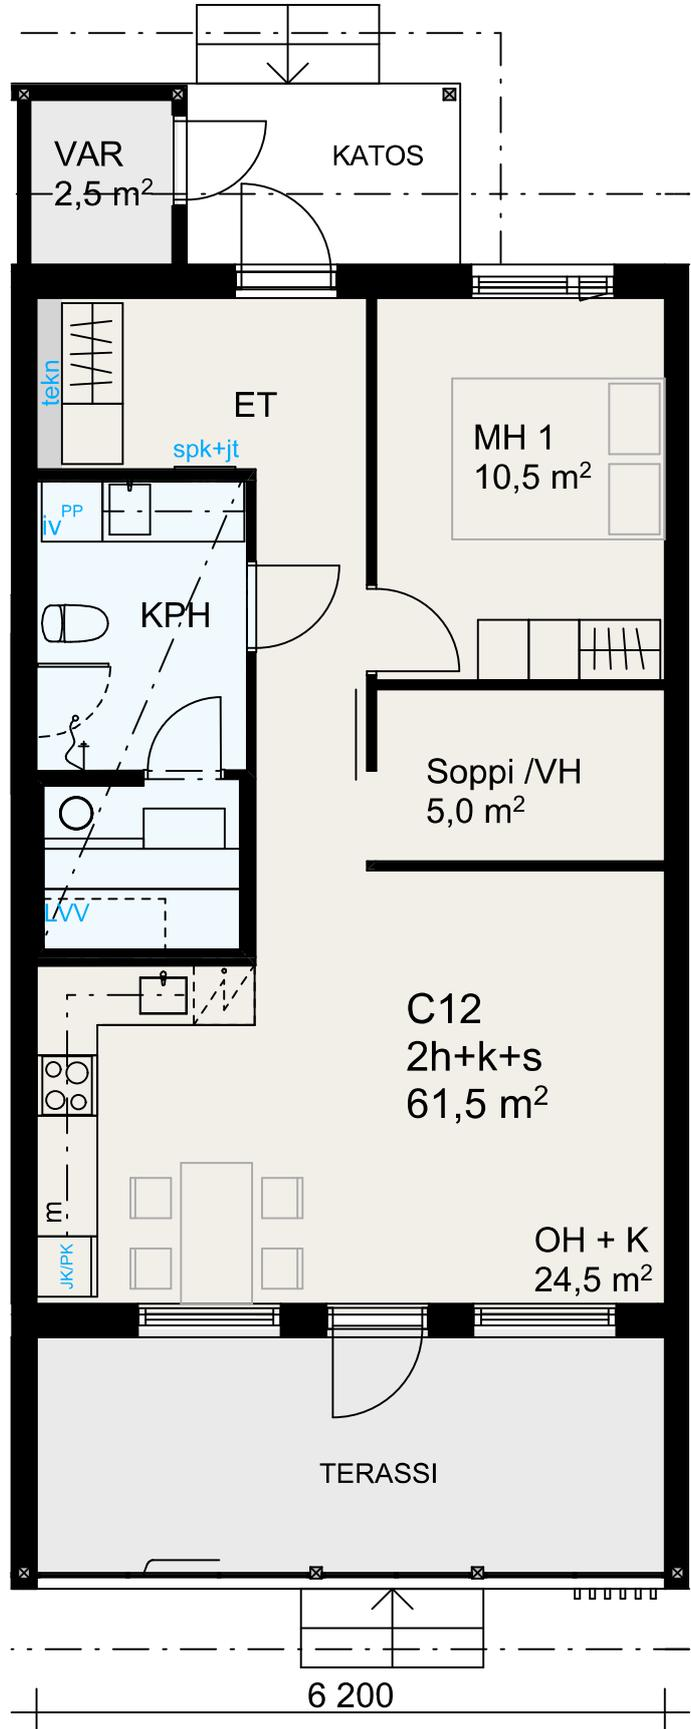 VAR
2,5 m²
KATOS
tekn
ET
spk+jt
MH 1
10,5 m²
iv PP
KPH
Soppi /VH
5,0 m²
LVV
C12
2h+k+s
61,5 m²
m
JK/PK
OH + K
24,5 m²
TERASSI
6 200